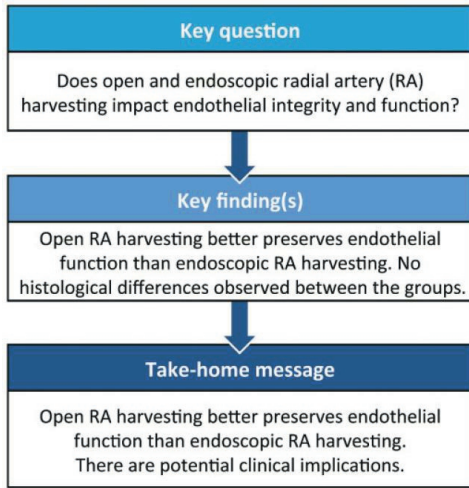 Key question
Does open and endoscopic radial artery (RA)
harvesting impact endothelial integrity and function?
Key finding(s)
Open RA harvesting better preserves endothelial
function than endoscopic RA harvesting. No
histological differences observed between the groups.
Take-home message
Open RA harvesting better preserves endothelial
function than endoscopic RA harvesting.
There are potential clinical implications.